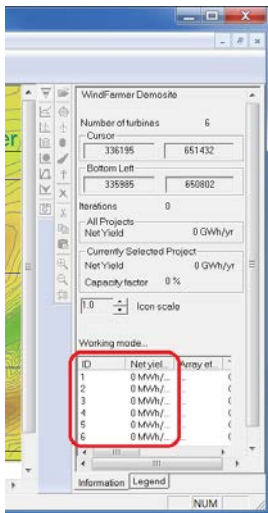 WindFarmer Demosite
Number of turbines 6
Cursor
336195 651432
Bottom Left
335985 650802
Iterations 0
All Projects
Net Yield 0 GWh/yr
Currently Selected Project
Net Yield 0 GWh/yr
Capacity factor 0 %
1.0 Icon scale
Working mode...
ID Net yiel... Array ef...
1 0 MWh/... ...
2 0 MWh/... ...
3 0 MWh/... ...
4 0 MWh/... ...
5 0 MWh/... ...
6 0 MWh/... ...
Information Legend
NUM